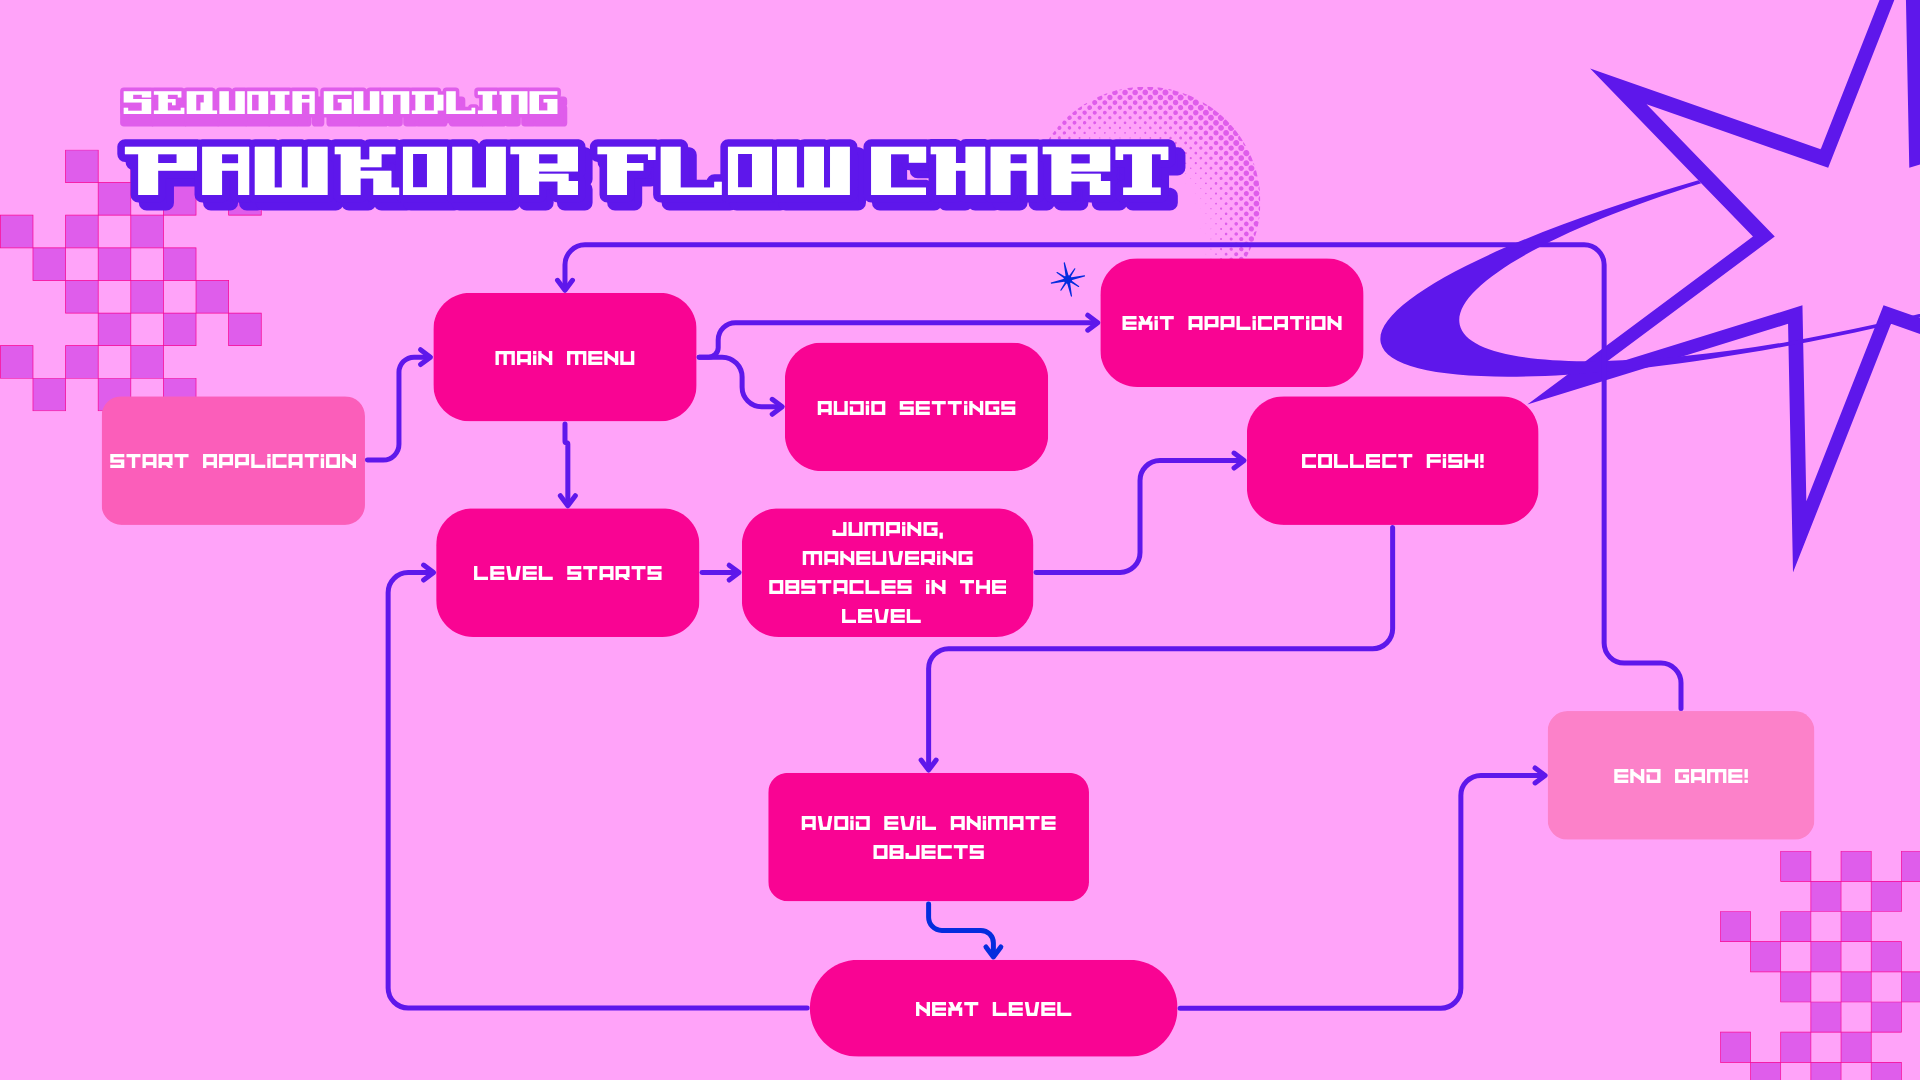 SEQUOIA GUNDLING
PAWKOUR FLOW CHART
EXIT APPLICATION
MAIN MENU
AUDIO SETTINGS
START APPLICATION
COLLECT FISH!
LEVEL STARTS
JUMPING,
MANEUVERING
OBSTACLES IN THE
LEVEL
END GAME!
AVOID EVIL ANIMATE
OBJECTS
NEXT LEVEL